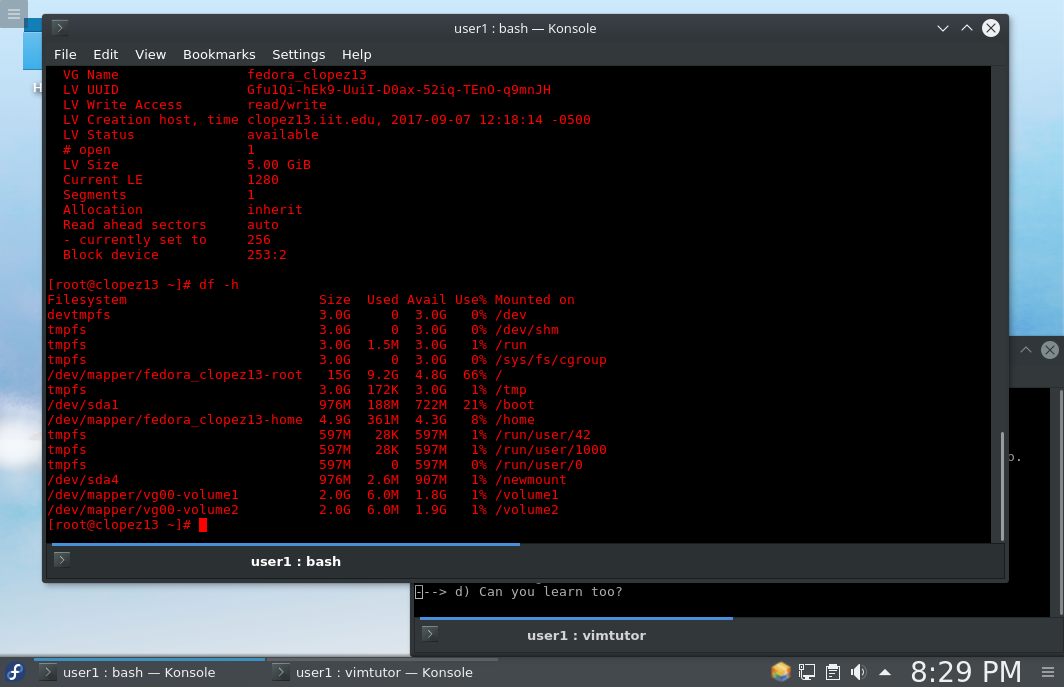 user1 : bash — Konsole
File Edit View Bookmarks Settings Help
VG Name                fedora_clopez13
LV UUID                Gfu1Qi-hEk9-UuiI-D0ax-52iq-TEnO-q9mnJH
LV Write Access        read/write
LV Creation host, time clopez13.iit.edu, 2017-09-07 12:18:14 -0500
LV Status              available
# open                 1
LV Size                5.00 GiB
Current LE             1280
Segments               1
Allocation             inherit
Read ahead sectors     auto
- currently set to     256
Block device           253:2
[root@clopez13 ~]# df -h
Filesystem                        Size  Used Avail Use% Mounted on
devtmpfs                          3.0G     0  3.0G   0% /dev
tmpfs                             3.0G     0  3.0G   0% /dev/shm
tmpfs                             3.0G  1.5M  3.0G   1% /run
tmpfs                             3.0G     0  3.0G   0% /sys/fs/cgroup
/dev/mapper/fedora_clopez13-root   15G  9.2G  4.8G  66% /
tmpfs                             3.0G  172K  3.0G   1% /tmp
/dev/sda1                         976M  188M  722M  21% /boot
/dev/mapper/fedora_clopez13-home  4.9G  361M  4.3G   8% /home
tmpfs                             597M   28K  597M   1% /run/user/42
tmpfs                             597M   28K  597M   1% /run/user/1000
tmpfs                             597M     0  597M   0% /run/user/0
/dev/sda4                         976M  2.6M  907M   1% /newmount
/dev/mapper/vg00-volume1          2.0G  6.0M  1.8G   1% /volume1
/dev/mapper/vg00-volume2          2.0G  6.0M  1.9G   1% /volume2
[root@clopez13 ~]#
user1 : bash
---> d) Can you learn too?
user1 : vimtutor
user1 : bash — Konsole
user1 : vimtutor — Konsole
8:29 PM